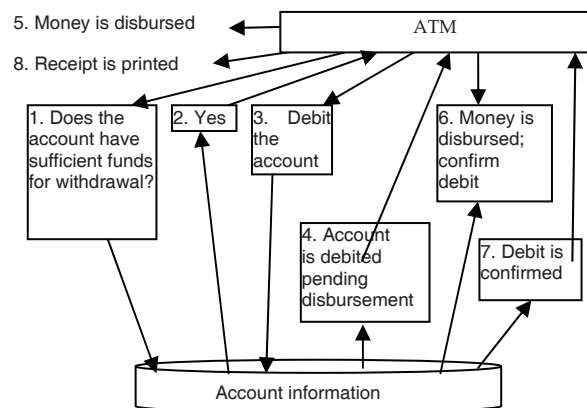 5. Money is disbursed
ATM
8. Receipt is printed
1. Does the
account have
sufficient funds
for withdrawal?
2. Yes
3. Debit
the
account
6. Money is
disbursed;
confirm
debit
4. Account
is debited
pending
disbursement
7. Debit is
confirmed
Account information